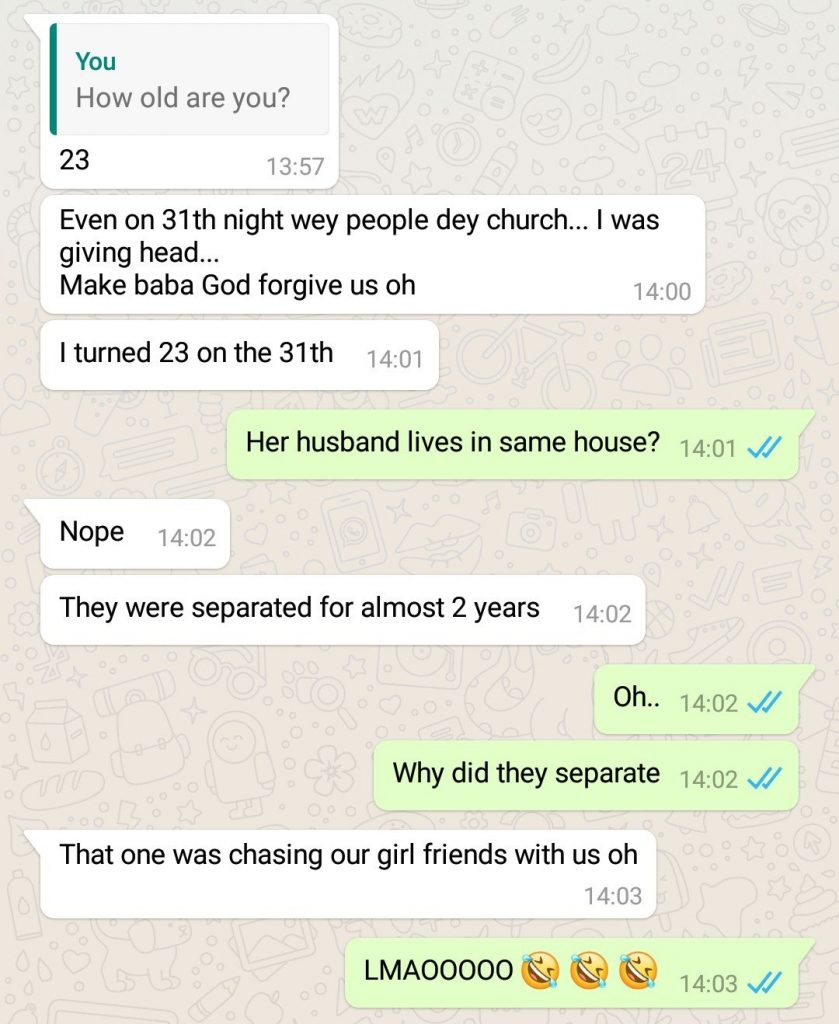 You
How old are you?
23
13:57
Even on 31th night wey people dey church... I was
giving head...
Make baba God forgive us oh
14:00
I turned 23 on the 31th 14:01
Her husband lives in same house? 14:01
Nope 14:02
They were separated for almost 2 years 14:02
Oh.. 14:02
Why did they separate 14:02
That one was chasing our girl friends with us oh
14:03
LMAOOOOO🤣🤣🤣 14:03